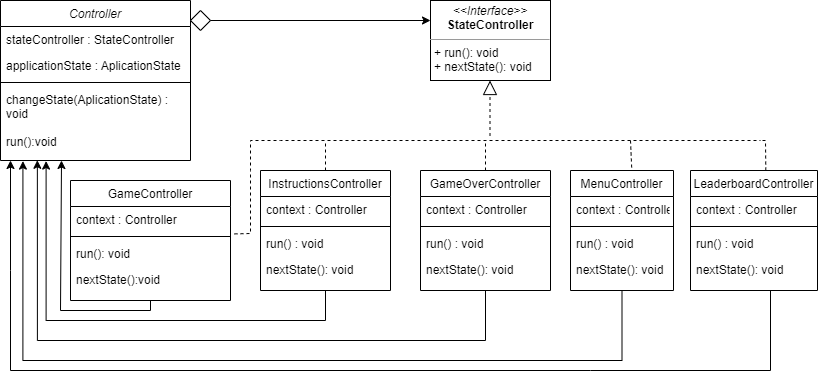 Controller
stateController : StateController
applicationState : AplicationState
changeState(AplicationState) :
void
run():void
<<Interface>>
StateController
+ run(): void
+ nextState(): void
GameController
context : Controller
run(): void
nextState():void
InstructionsController
context : Controller
run() : void
nextState(): void
GameOverController
context : Controller
run() : void
nextState(): void
MenuController
context : Controlle
run() : void
nextState(): void
LeaderboardController
context : Controller
run() : void
nextState(): void